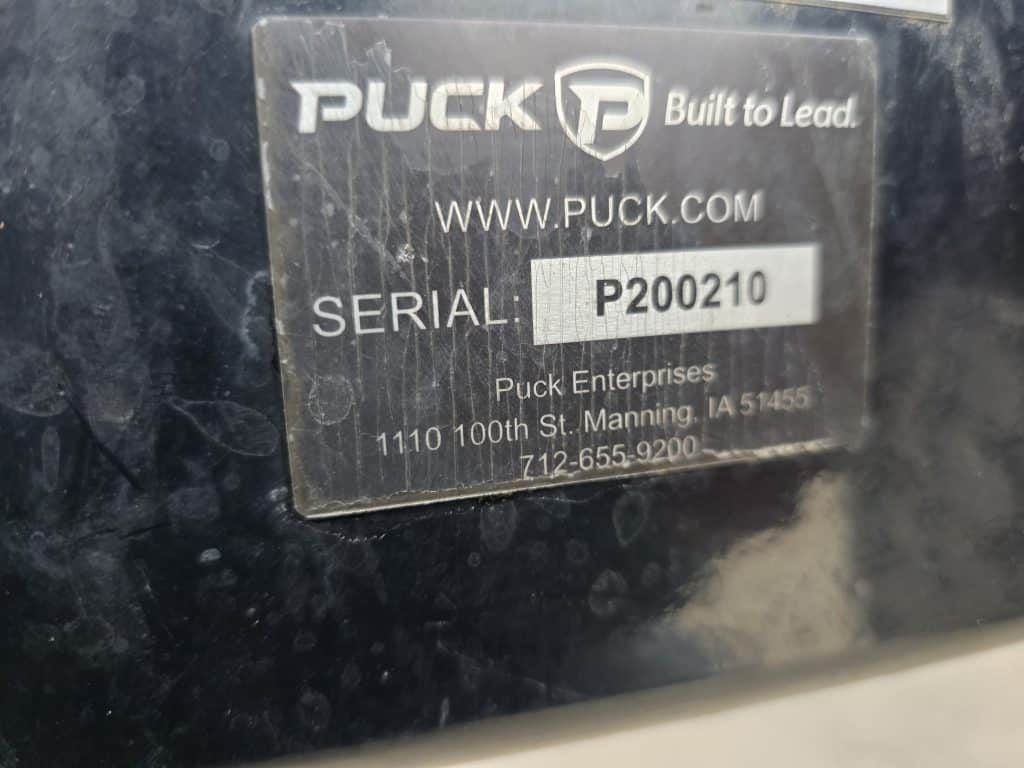 PUCK P Built to Lead.
WWW.PUCK.COM
SERIAL: P200210
Puck Enterprises
1110 100th St. Manning, IA 51455
712-655-9200